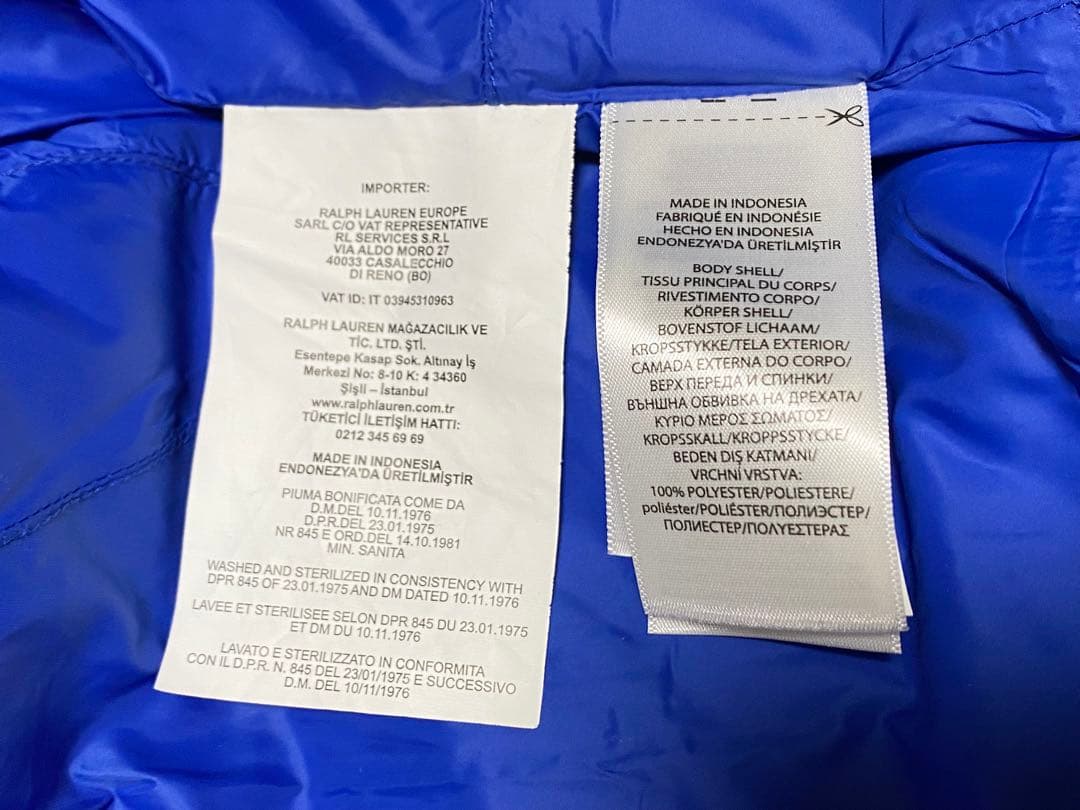 IMPORTER:
RALPH LAUREN EUROPE
SARL C/O VAT REPRESENTATIVE
RL SERVICES S.R.L
VIA ALDO MORO 27
40033 CASALECCHIO
DI RENO (BO)
VAT ID: IT 03945310963
RALPH LAUREN MAĞAZACILIK VE
TİC. LTD. ŞTİ.
Esentepe Kasap Sok. Altınay İş
Merkezi No: 8-10 K: 4 34360
Şişli – İstanbul
www.ralphlauren.com.tr
TÜKETİCİ İLETİŞİM HATTI:
0212 345 69 69
MADE IN INDONESIA
ENDONEZYA'DA ÜRETİLMİŞTİR
PIUMA BONIFICATA COME DA
D.M.DEL 10.11.1976
D.P.R.DEL 23.01.1975
NR 845 E ORD.DEL 14.10.1981
MIN. SANITA
WASHED AND STERILIZED IN CONSISTENCY WITH
DPR 845 OF 23.01.1975 AND DM DATED 10.11.1976
LAVEE ET STERILISEE SELON DPR 845 DU 23.01.1975
ET DM DU 10.11.1976
LAVATO E STERILIZZATO IN CONFORMITA
CON IL D.P.R. N. 845 DEL 23/01/1975 E SUCCESSIVO
D.M. DEL 10/11/1976
MADE IN INDONESIA
FABRIQUÉ EN INDONÉSIE
HECHO EN INDONESIA
ENDONEZYA'DA ÜRETİLMİŞTİR
BODY SHELL/
TISSU PRINCIPAL DU CORPS/
RIVESTIMENTO CORPO/
KÖRPER SHELL/
BOVENSTOF LICHAAM/
KROPSSTYKKE/TELA EXTERIOR/
CAMADA EXTERNA DO CORPO/
ВЕРХ ПЕРЕДА И СПИНКИ/
ВЪНШНА ОБВИВКА НА ДРЕХАТА/
ΚΥΡΙΟ ΜΕΡΟΣ ΣΩΜΑΤΟΣ/
KROPSSKALL/KROPPSSTYCKE/
BEDEN DIŞ KATMANI/
VRCHNÍ VRSTVA:
100% POLYESTER/POLIESTERE/
poliéster/POLIÉSTER/ПОЛИЭСТЕР/
ПОЛИЕСТЕР/ΠΟΛΥΕΣΤΕΡΑΣ